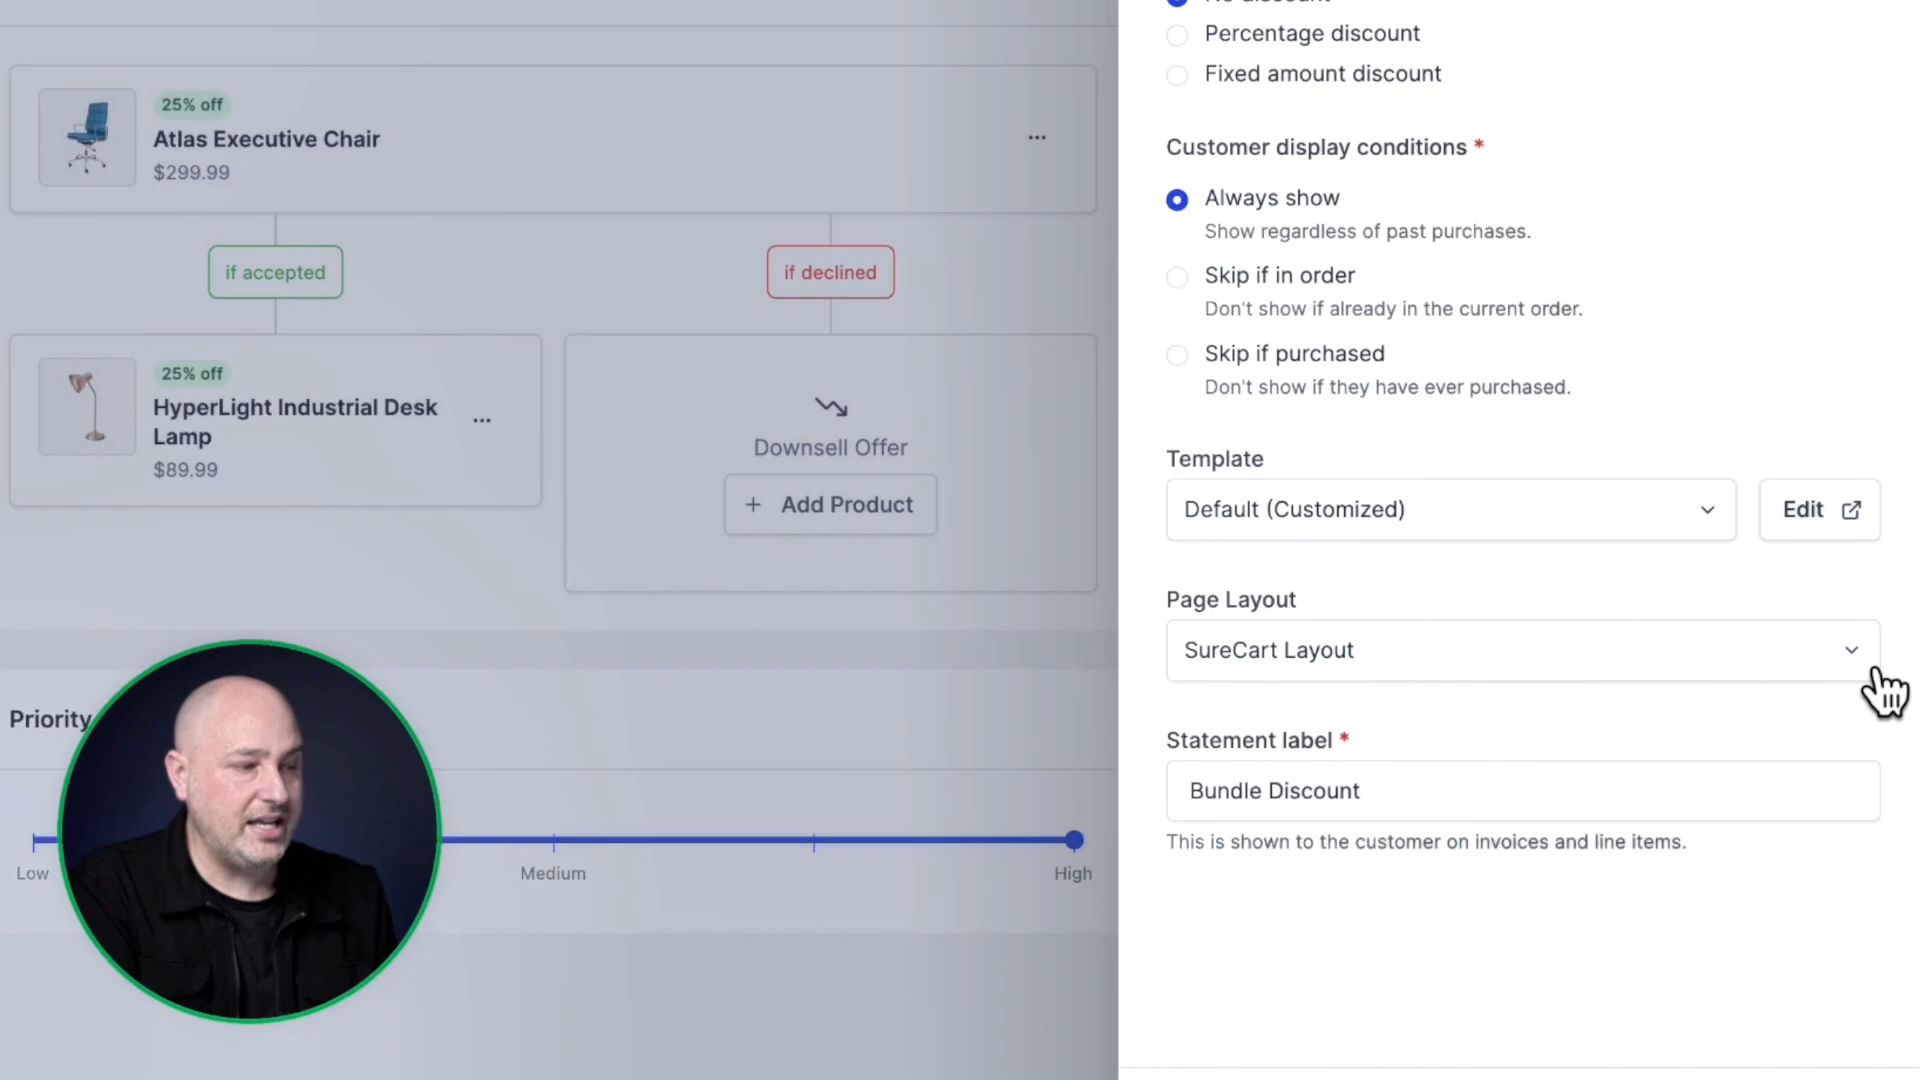 25% off
Atlas Executive Chair
$299.99
if accepted
if declined
25% off
HyperLight Industrial Desk
Lamp
$89.99
Downsell Offer
+ Add Product
Priority
Low
Medium
High
No discount
Percentage discount
Fixed amount discount
Customer display conditions *
Always show
Show regardless of past purchases.
Skip if in order
Don't show if already in the current order.
Skip if purchased
Don't show if they have ever purchased.
Template
Default (Customized)
Edit
Page Layout
SureCart Layout
Statement label *
Bundle Discount
This is shown to the customer on invoices and line items.